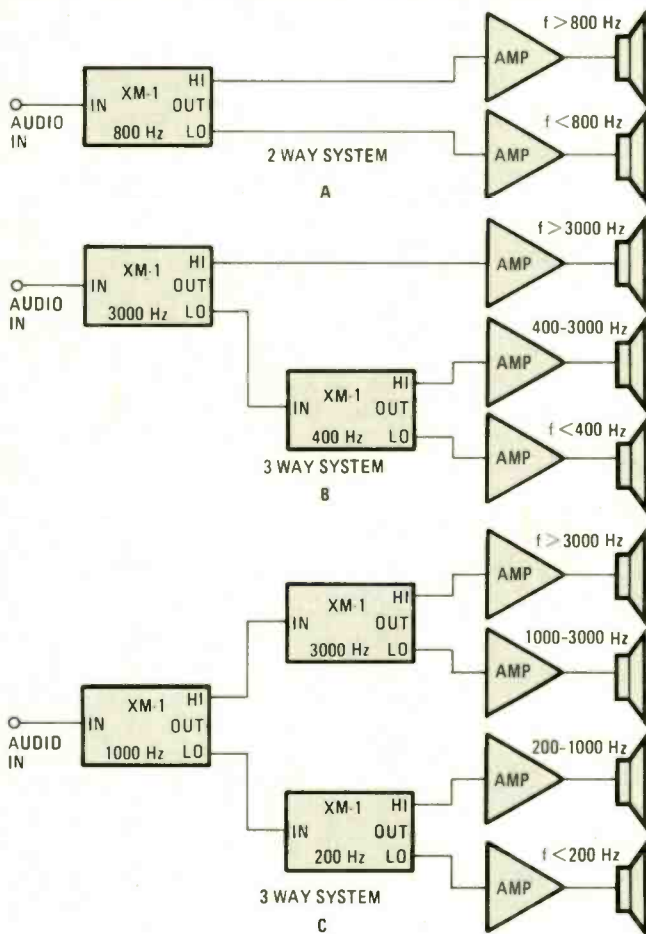 f > 800 Hz
HI
AMP
XM-1
IN OUT
AUDIO IN
800 Hz LO
f < 800 Hz
AMP
2 WAY SYSTEM
A
f > 3000 Hz
HI
AMP
XM-1
IN OUT
AUDIO IN
3000 Hz LO
400-3000 Hz
HI
AMP
XM-1
IN OUT
400 Hz LO
f < 400 Hz
AMP
3 WAY SYSTEM
B
f > 3000 Hz
HI
AMP
XM-1
IN OUT
3000 Hz LO
1000-3000 Hz
AMP
HI
XM-1
IN OUT
AUDIO IN
1000 Hz LO
200-1000 Hz
HI
AMP
XM-1
IN OUT
200 Hz LO
f < 200 Hz
AMP
3 WAY SYSTEM
C